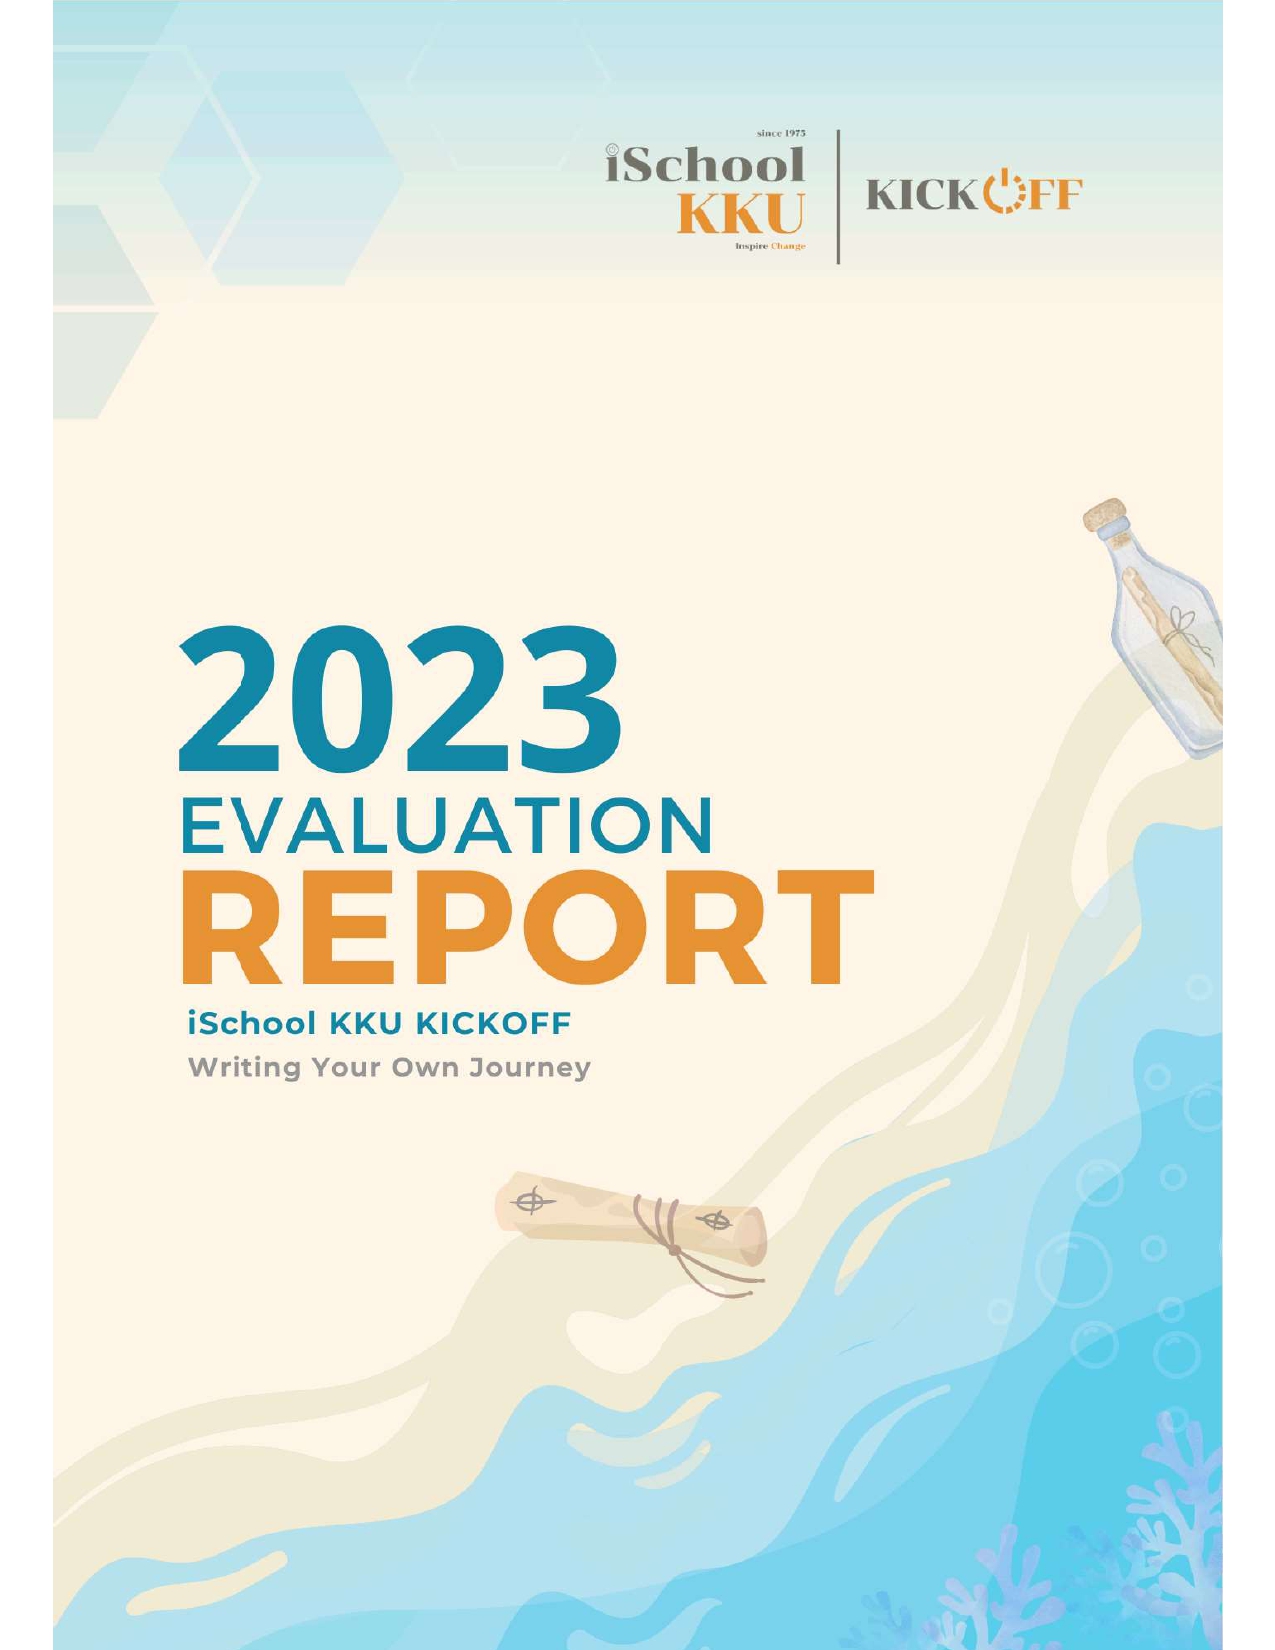 since 1975
iSchool
KKU
Inspire Change
KICKOFF
2023
EVALUATION
REPORT
iSchool KKU KICKOFF
Writing Your Own Journey